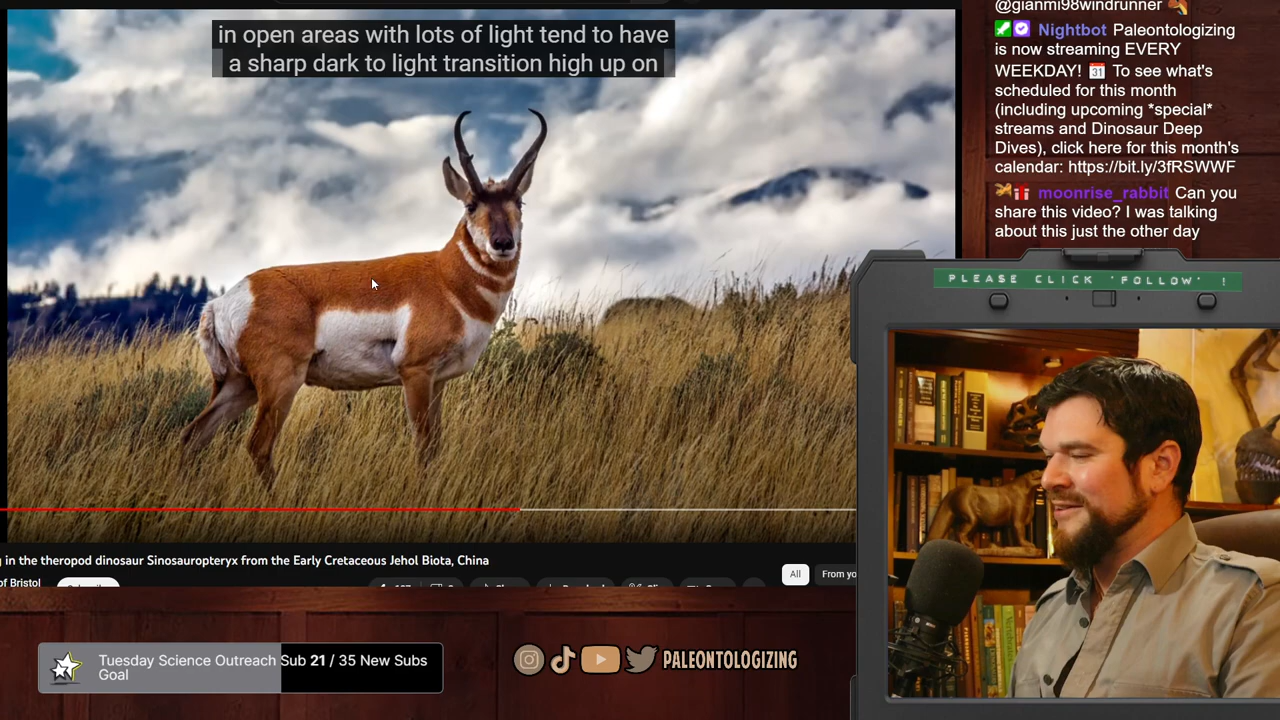 in open areas with lots of light tend to have
a sharp dark to light transition high up on
in the theropod dinosaur Sinosauropteryx from the Early Cretaceous Jehol Biota, China
of Bristol
All
From yo
@gianmi98windrunner
Nightbot Paleontologizing
is now streaming EVERY
WEEKDAY! To see what's
scheduled for this month
(including upcoming *special*
streams and Dinosaur Deep
Dives), click here for this month's
calendar: https://bit.ly/3fRSWWF
moonrise_rabbit Can you
share this video? I was talking
about this just the other day
PLEASE CLICK 'FOLLOW' !
Tuesday Science Outreach Sub 21 / 35 New Subs
Goal
PALEONTOLOGIZING